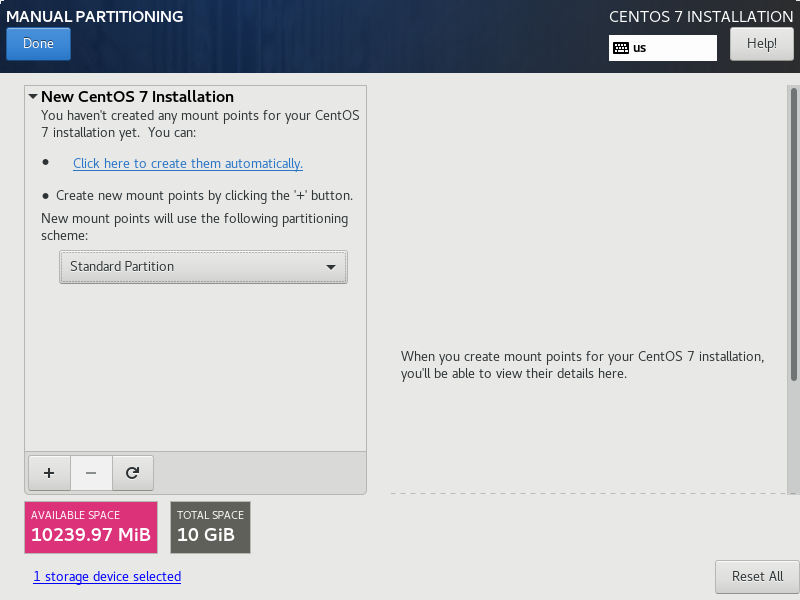 MANUAL PARTITIONING
CENTOS 7 INSTALLATION
Done
us
Help!
New CentOS 7 Installation
You haven't created any mount points for your CentOS
7 installation yet.  You can:
● Click here to create them automatically.
● Create new mount points by clicking the '+' button.
New mount points will use the following partitioning
scheme:
Standard Partition
When you create mount points for your CentOS 7 installation,
you'll be able to view their details here.
+ −
AVAILABLE SPACE
10239.97 MiB
TOTAL SPACE
10 GiB
1 storage device selected
Reset All